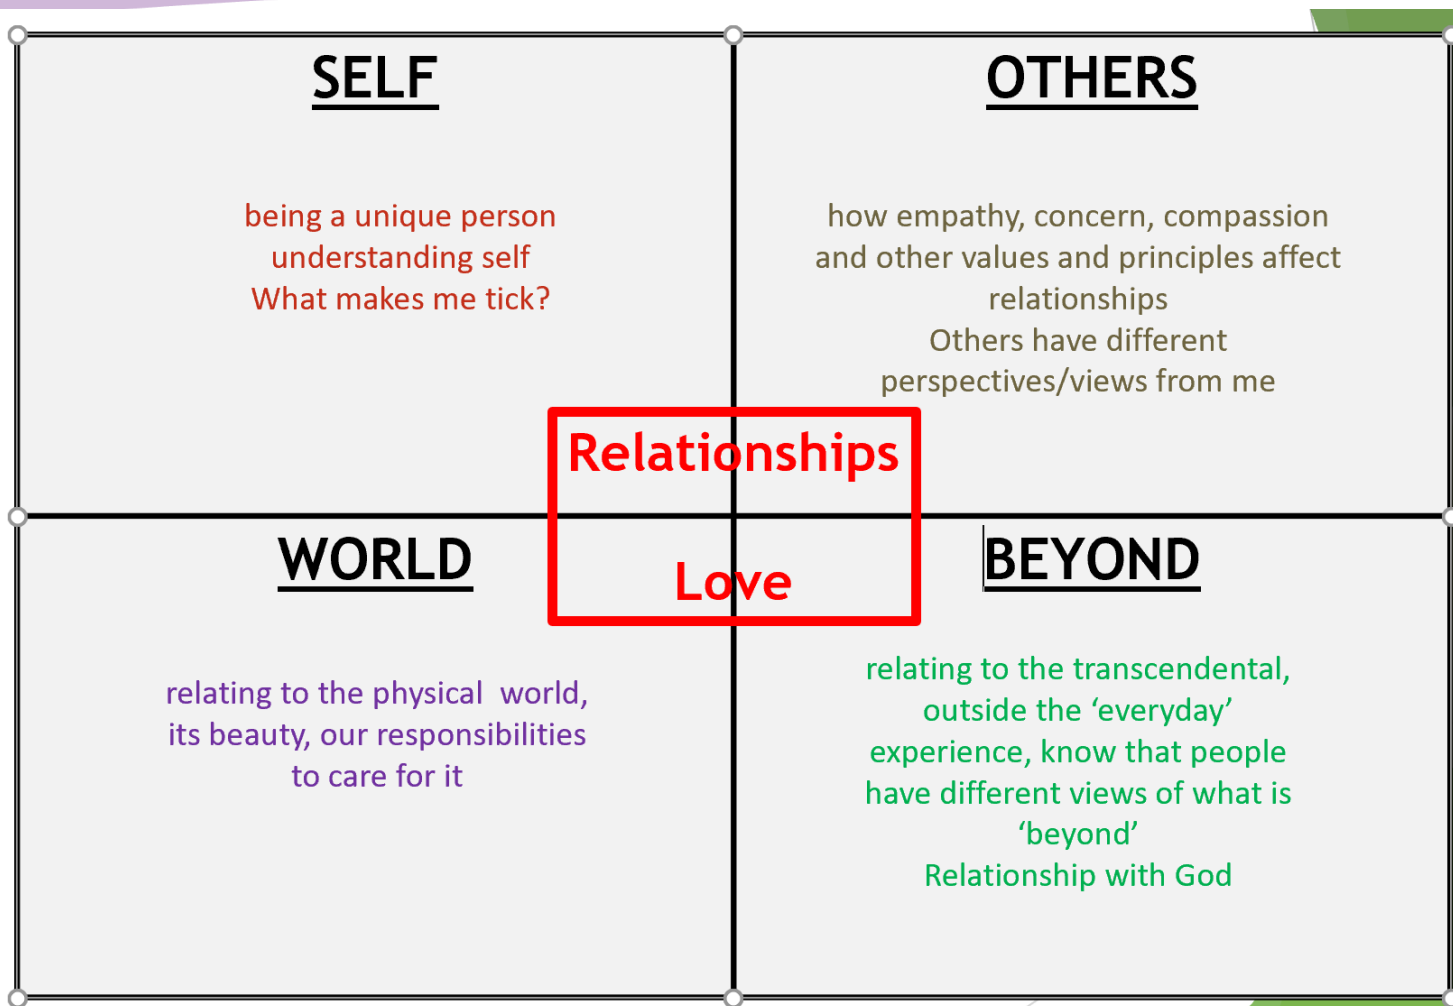 SELF
being a unique person
understanding self
What makes me tick?
OTHERS
how empathy, concern, compassion
and other values and principles affect
relationships
Others have different
perspectives/views from me
Relationships
Love
WORLD
relating to the physical  world,
its beauty, our responsibilities
to care for it
BEYOND
relating to the transcendental,
outside the ‘everyday’
experience, know that people
have different views of what is
‘beyond’
Relationship with God